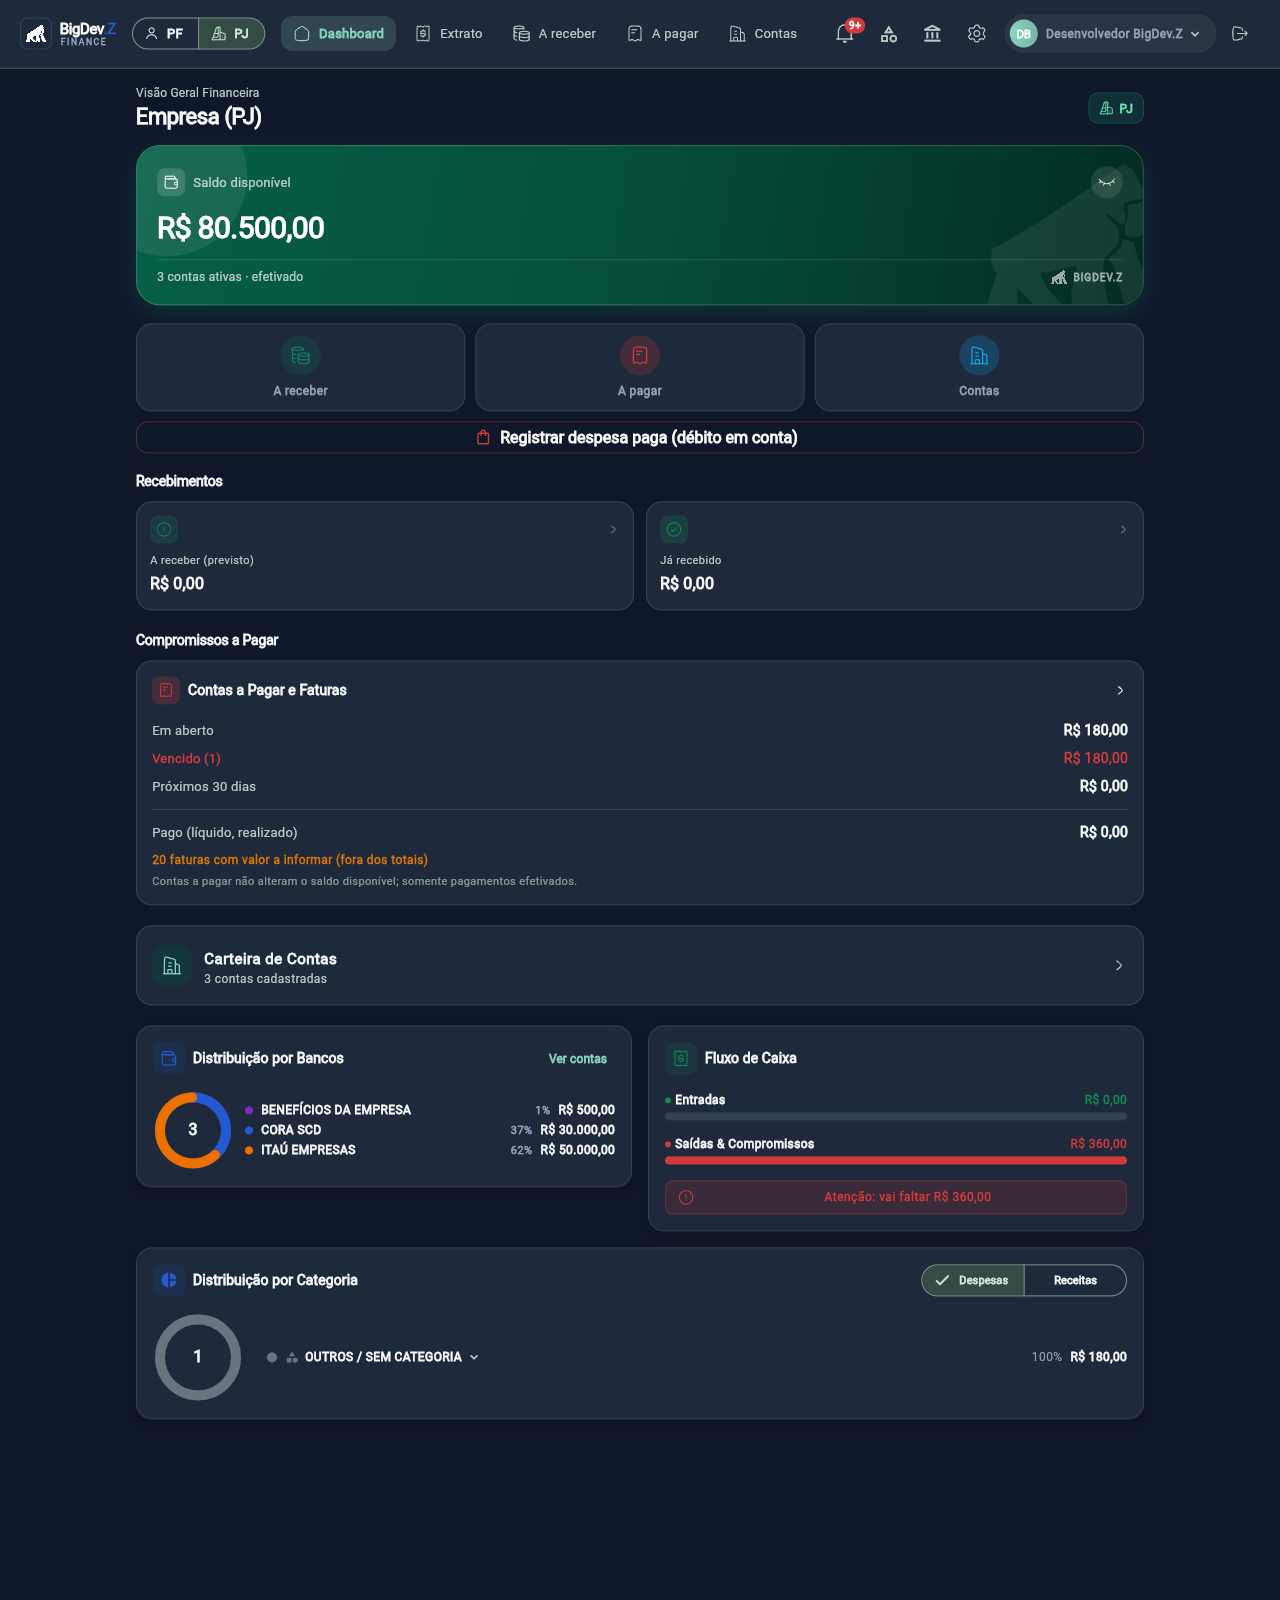 BigDev.Z
FINANCE
PF
PJ
Dashboard
Extrato
A receber
A pagar
Contas
9+
DB
Desenvolvedor BigDev.Z
Visão Geral Financeira
Empresa (PJ)
PJ
Saldo disponível
R$ 80.500,00
3 contas ativas · efetivado
BIGDEV.Z
A receber
A pagar
Contas
Registrar despesa paga (débito em conta)
Recebimentos
A receber (previsto)
R$ 0,00
Já recebido
R$ 0,00
Compromissos a Pagar
Contas a Pagar e Faturas
Em aberto R$ 180,00
Vencido (1) R$ 180,00
Próximos 30 dias R$ 0,00
Pago (líquido, realizado) R$ 0,00
20 faturas com valor a informar (fora dos totais)
Contas a pagar não alteram o saldo disponível; somente pagamentos efetivados.
Carteira de Contas
3 contas cadastradas
Distribuição por Bancos
Ver contas
3
BENEFÍCIOS DA EMPRESA 1% R$ 500,00
CORA SCD 37% R$ 30.000,00
ITAÚ EMPRESAS 62% R$ 50.000,00
Fluxo de Caixa
Entradas R$ 0,00
Saídas & Compromissos R$ 360,00
Atenção: vai faltar R$ 360,00
Distribuição por Categoria
Despesas
Receitas
1
OUTROS / SEM CATEGORIA 100% R$ 180,00